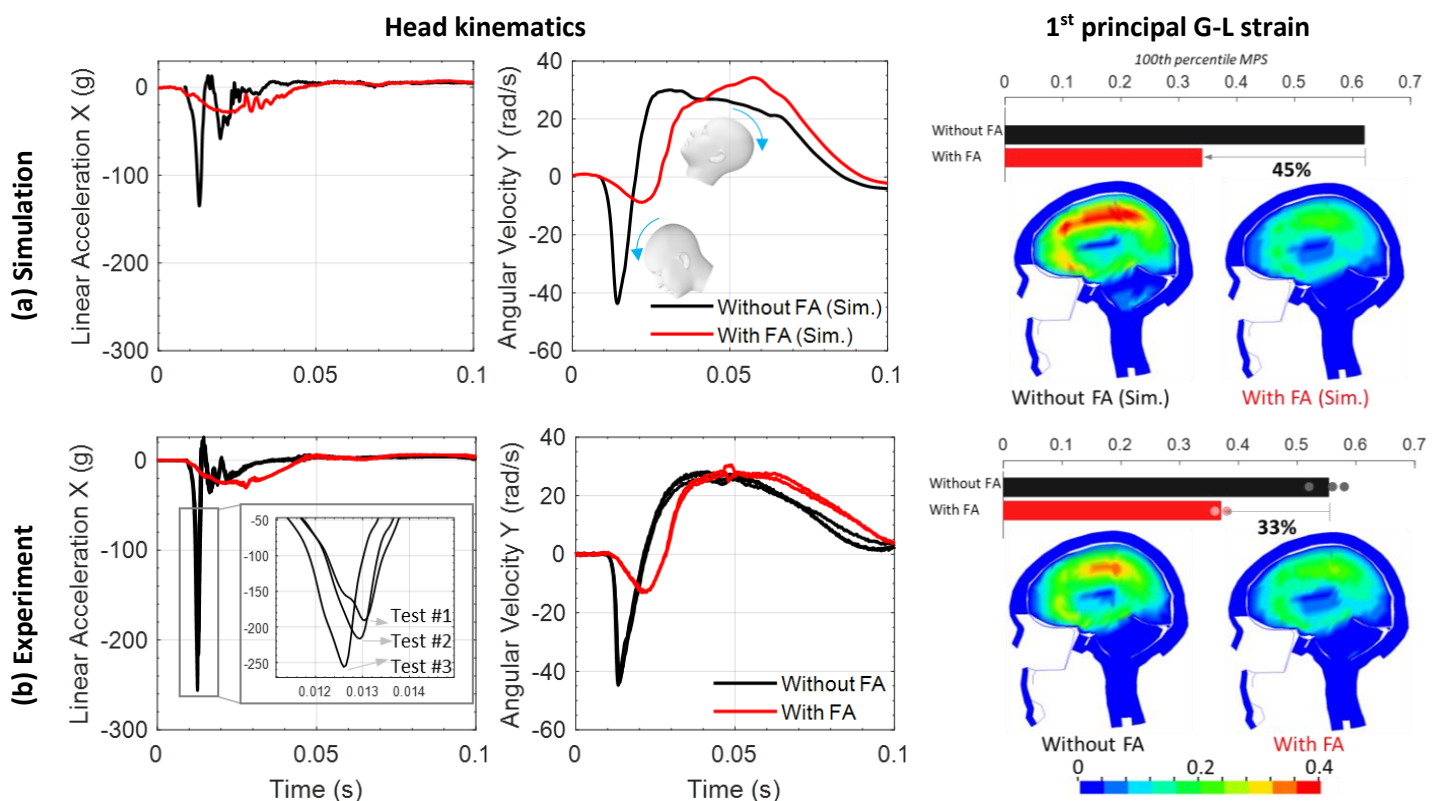 Head kinematics
1st principal G-L strain
(a) Simulation
Linear Acceleration X (g)
0
-100
-200
-300
0
0.05
0.1
Angular Velocity Y (rad/s)
40
20
0
-20
-40
-60
0
0.05
0.1
Without FA (Sim.)
With FA (Sim.)
100th percentile MPS
0 0.1 0.2 0.3 0.4 0.5 0.6 0.7
Without FA
With FA
45%
Without FA (Sim.)
With FA (Sim.)
(b) Experiment
Linear Acceleration X (g)
0
-100
-200
-300
0
0.05
0.1
Time (s)
-50
-100
-150
-200
-250
0.012 0.013 0.014
Test #1
Test #2
Test #3
Angular Velocity Y (rad/s)
40
20
0
-20
-40
-60
0
0.05
0.1
Time (s)
Without FA
With FA
0 0.1 0.2 0.3 0.4 0.5 0.6 0.7
Without FA
With FA
33%
Without FA
With FA
0 0.2 0.4